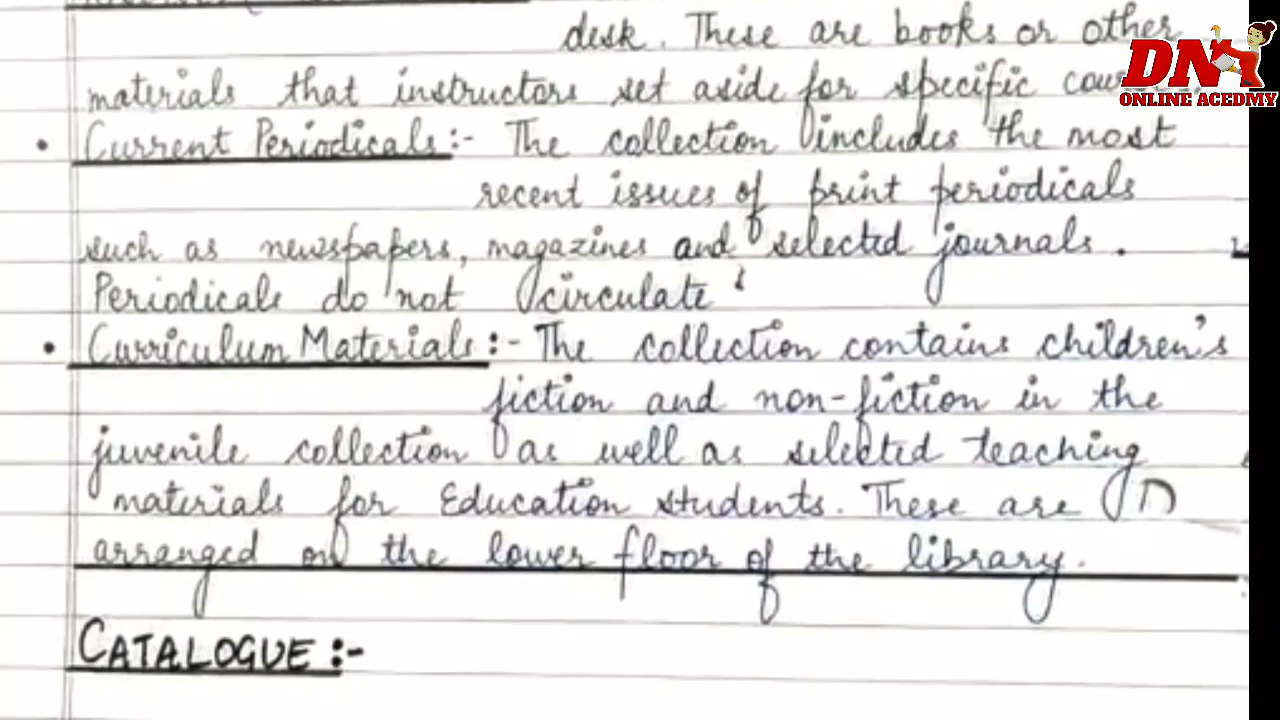 desk. These are books or other
materials that instructors set aside for specific
• Current Periodicals:- The collection includes the most
recent issues of print periodicals
such as newspapers, magazines and selected journals.
Periodicals do not circulate
• Curriculum Materials:- The collection contains children's
fiction and non-fiction in the
juvenile collection as well as selected teaching
materials for Education students. These are
arranged on the lower floor of the library.
CATALOGUE:-
DN
ONLINE ACEDMY